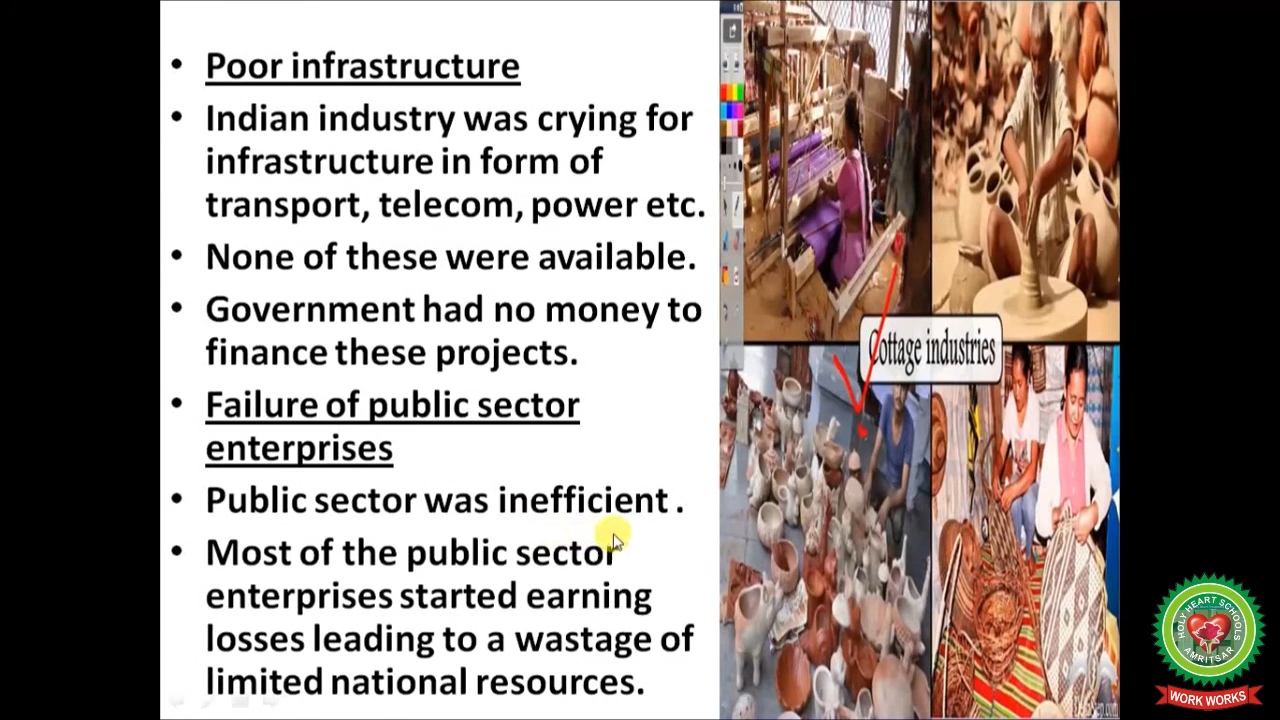 • Poor infrastructure
• Indian industry was crying for
infrastructure in form of
transport, telecom, power etc.
• None of these were available.
• Government had no money to
finance these projects.
• Failure of public sector
enterprises
• Public sector was inefficient .
• Most of the public sector
enterprises started earning
losses leading to a wastage of
limited national resources.
Cottage industries
HOLY HEART SCHOOLS
AMRITSAR
WORK WORKS